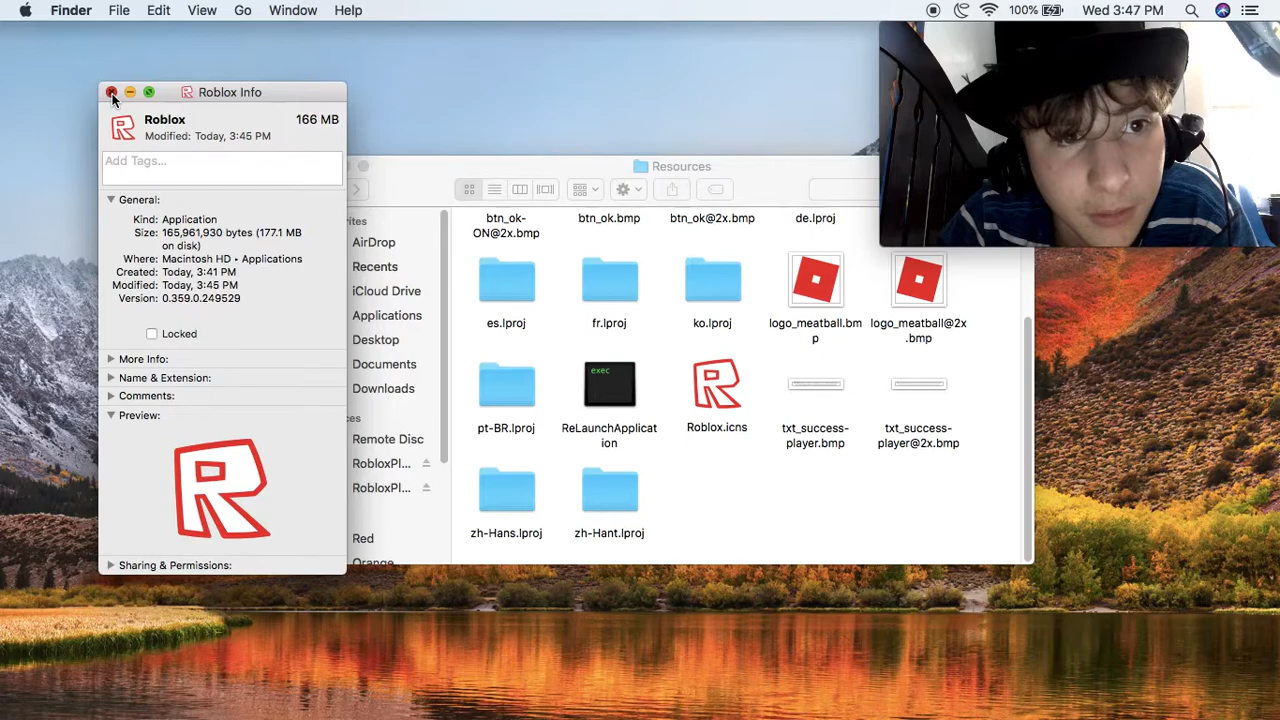 Finder File Edit View Go Window Help 100% Wed 3:47 PM
Roblox Info
Roblox 166 MB
Modified: Today, 3:45 PM
Add Tags...
General:
Kind: Application
Size: 165,961,930 bytes (177.1 MB
on disk)
Where: Macintosh HD • Applications
Created: Today, 3:41 PM
Modified: Today, 3:45 PM
Version: 0.359.0.249529
Locked
More Info:
Name & Extension:
Comments:
Preview:
Sharing & Permissions:
Resources
AirDrop
Recents
iCloud Drive
Applications
Desktop
Documents
Downloads
Remote Disc
RobloxPl...
RobloxPl...
Red
Orange
btn_ok-
ON@2x.bmp
btn_ok.bmp
btn_ok@2x.bmp
de.lproj
es.lproj
fr.lproj
ko.lproj
logo_meatball.bm
p
logo_meatball@2x
.bmp
pt-BR.lproj
exec
ReLaunchApplicat
ion
Roblox.icns
txt_success-
player.bmp
txt_success-
player@2x.bmp
zh-Hans.lproj
zh-Hant.lproj